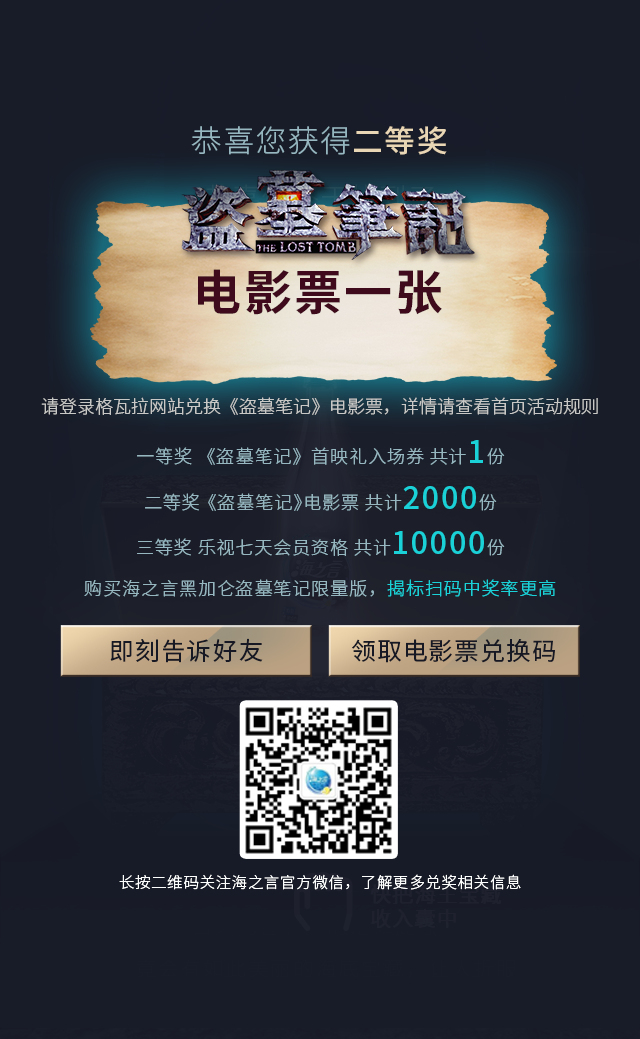 恭喜您获得二等奖
盗墓筆記
THE LOST TOMB
电影票一张
请登录格瓦拉网站兑换《盗墓笔记》电影票，详情请查看首页活动规则
一等奖 《盗墓笔记》首映礼入场券 共计1份
二等奖《盗墓笔记》电影票 共计2000份
三等奖 乐视七天会员资格 共计10000份
购买海之言黑加仑盗墓笔记限量版，揭标扫码中奖率更高
即刻告诉好友 领取电影票兑换码
长按二维码关注海之言官方微信，了解更多兑奖相关信息
收入囊中